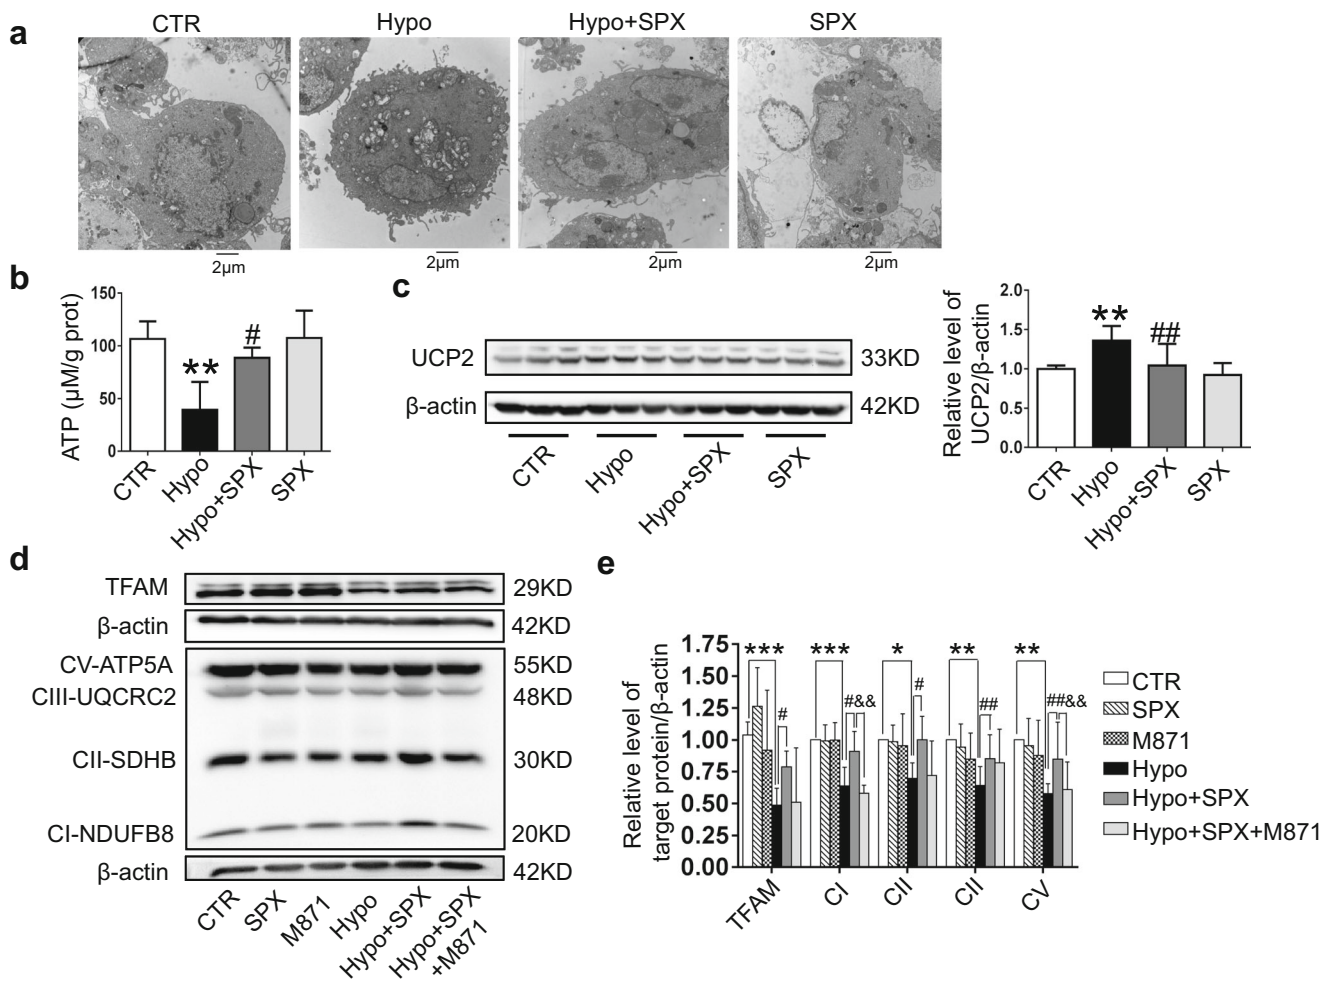 a
CTR
Hypo
Hypo+SPX
SPX
2μm
2μm
2μm
2μm
b
ATP (μM/g prot)
150
100
50
0
**
#
CTR
Hypo
Hypo+SPX
SPX
c
UCP2
33KD
β-actin
42KD
CTR
Hypo
Hypo+SPX
SPX
Relative level of
UCP2/β-actin
2.0
1.5
1.0
0.5
0.0
**
##
CTR
Hypo
Hypo+SPX
SPX
d
TFAM
29KD
β-actin
42KD
CV-ATP5A
55KD
CIII-UQCRC2
48KD
CII-SDHB
30KD
CI-NDUFB8
20KD
β-actin
42KD
CTR
SPX
M871
Hypo
Hypo+SPX
Hypo+SPX
+M871
e
Relative level of
target protein/β-actin
1.75
1.50
1.25
1.00
0.75
0.50
0.25
0.00
***
#
***
#&&
*
#
**
##
**
##&&
TFAM
CI
CII
CII
CV
CTR
SPX
M871
Hypo
Hypo+SPX
Hypo+SPX+M871